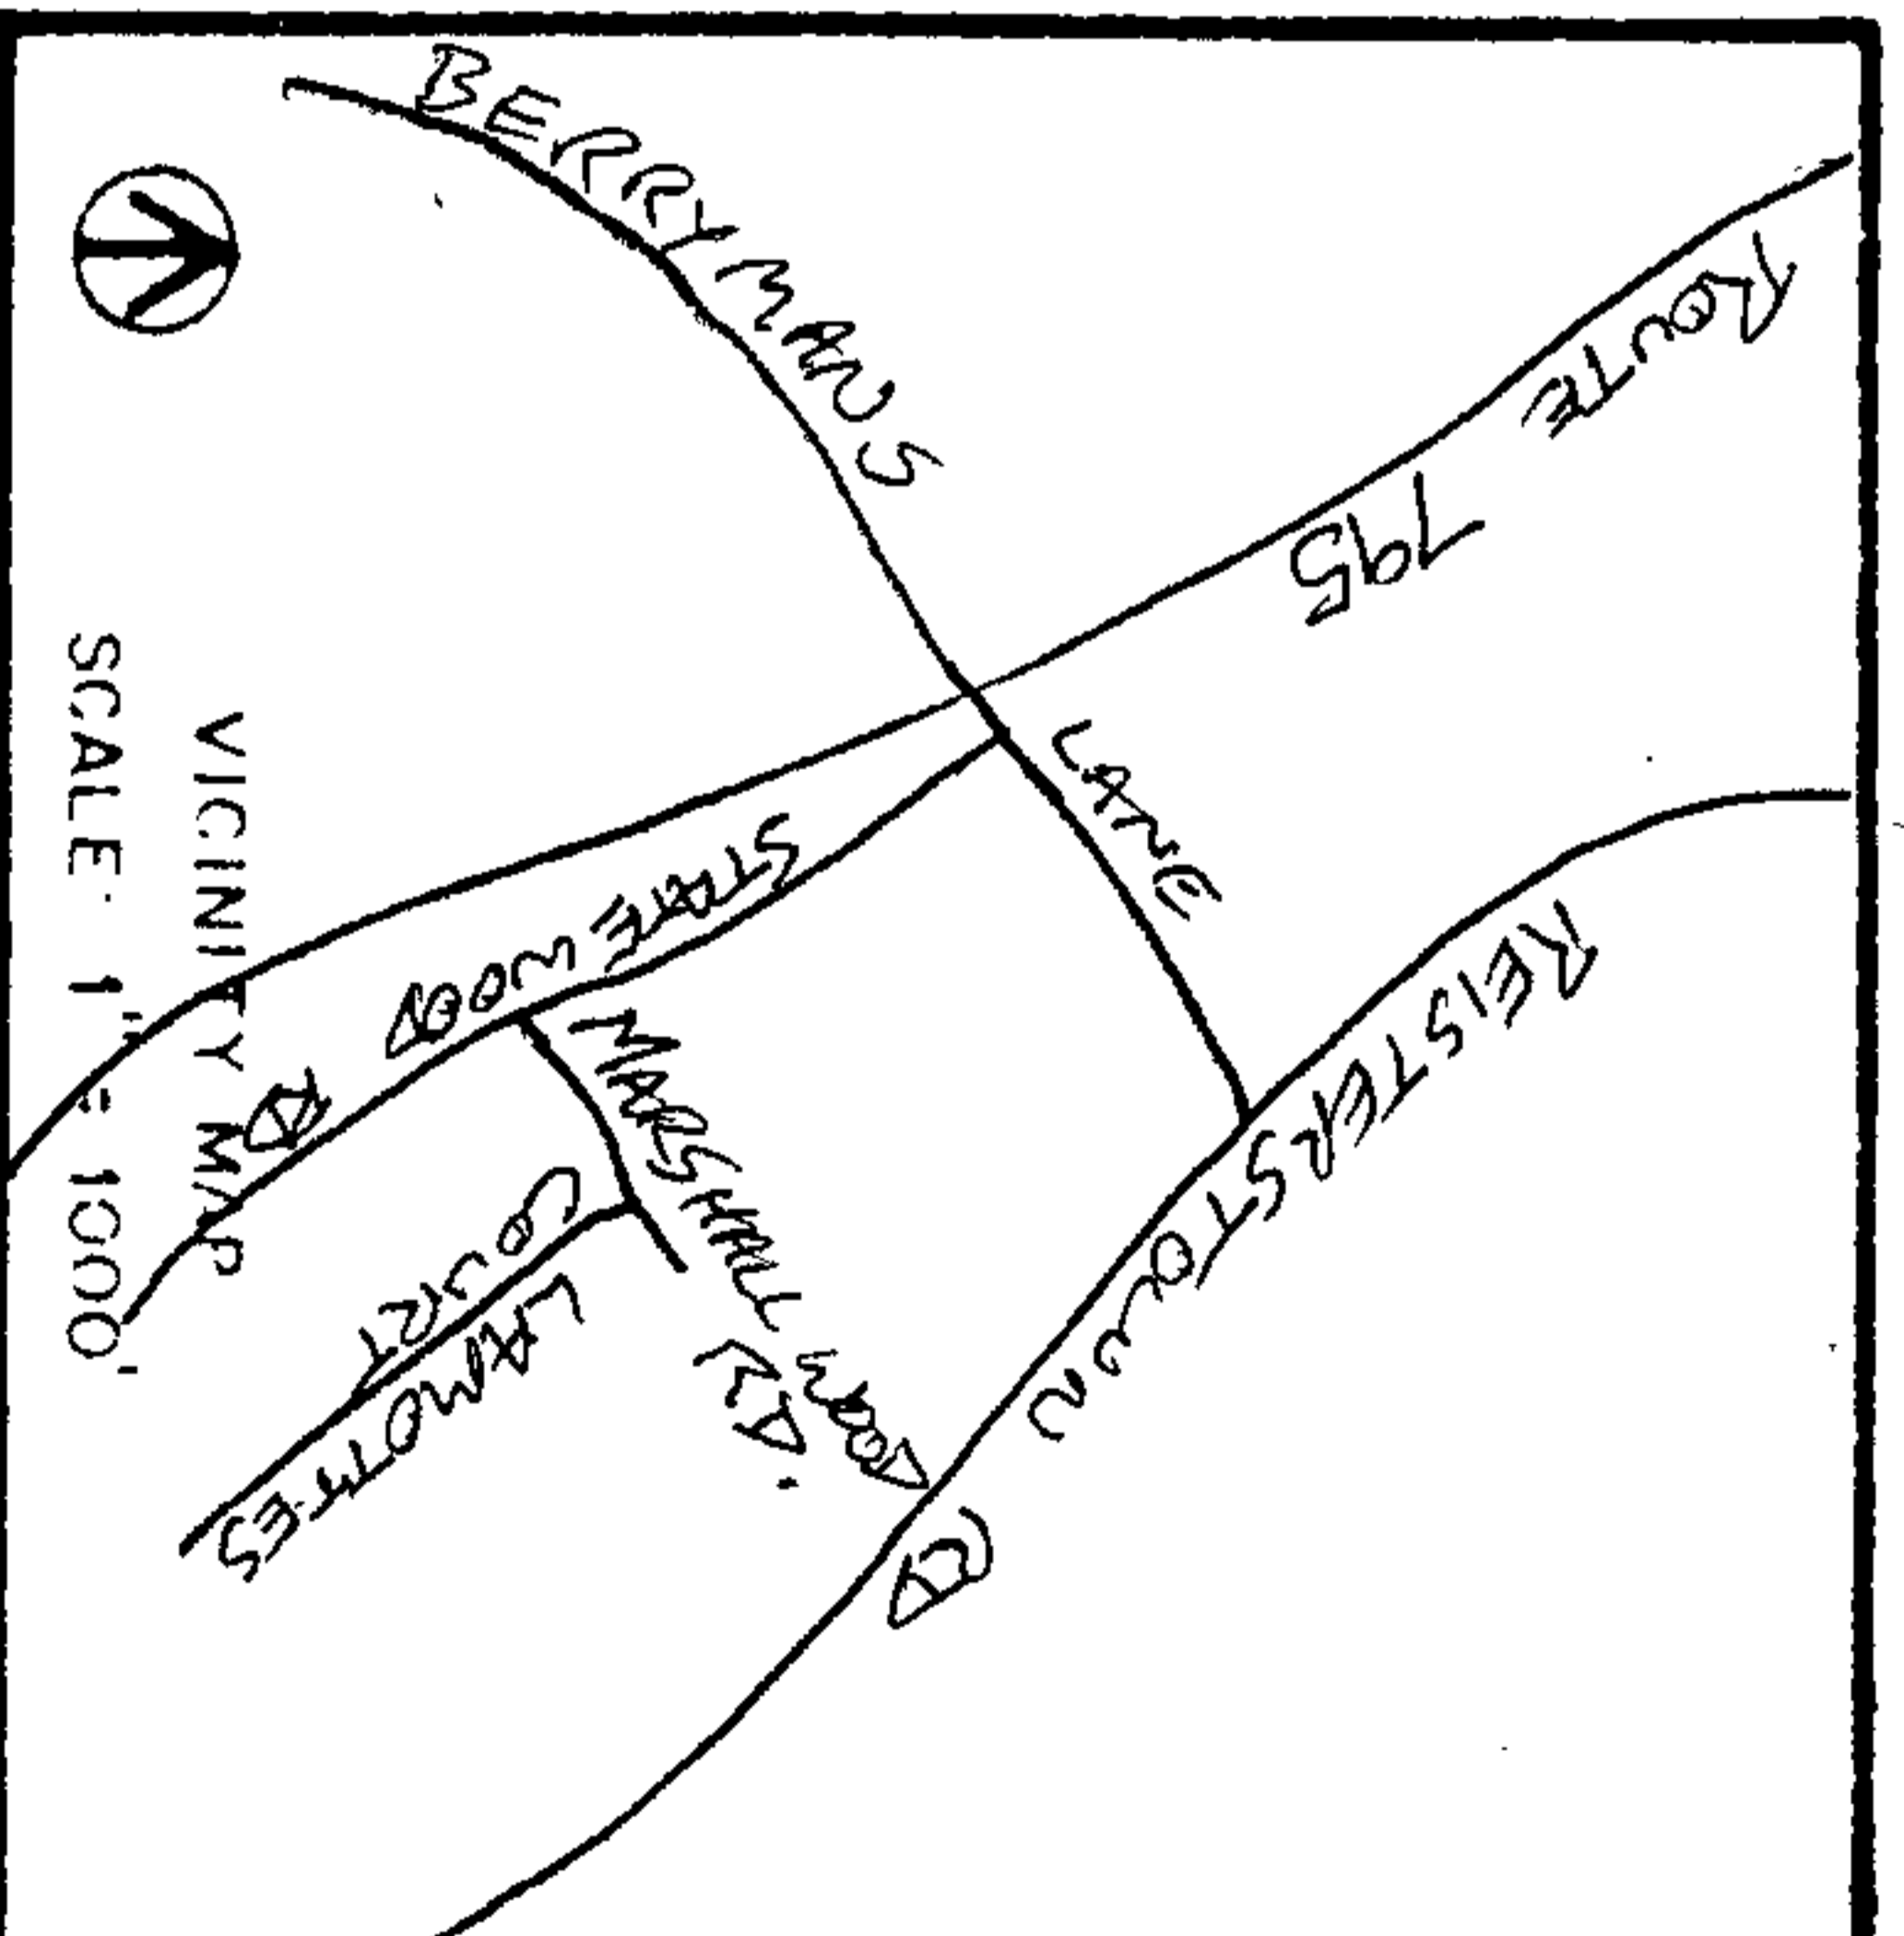 ROUTE 795
BERRYMANS LANE
REISTERSTOWN RD
STATE WOOD RD
MARSHALL WOOD RD.
LAMOTTES COURT
VICINITY MAP
SCALE: 1" = 1000'